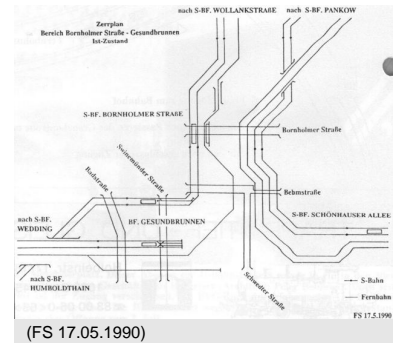 nach S-BF. WOLLANKSTRAßE
nach S-BF. PANKOW
Zerrplan
Bereich Bornholmer Straße - Gesundbrunnen
Ist-Zustand
S-BF. BORNHOLMER STRAßE
Bornholmer Straße
Swinemünder Straße
Badstraße
Behmstraße
nach S-BF.
WEDDING
BF. GESUNDBRUNNEN
S-BF. SCHÖNHAUSER ALLEE
nach S-BF.
HUMBOLDTHAIN
Schwedter Straße
S-Bahn
Fernbahn
FS 17.5.1990
(FS 17.05.1990)